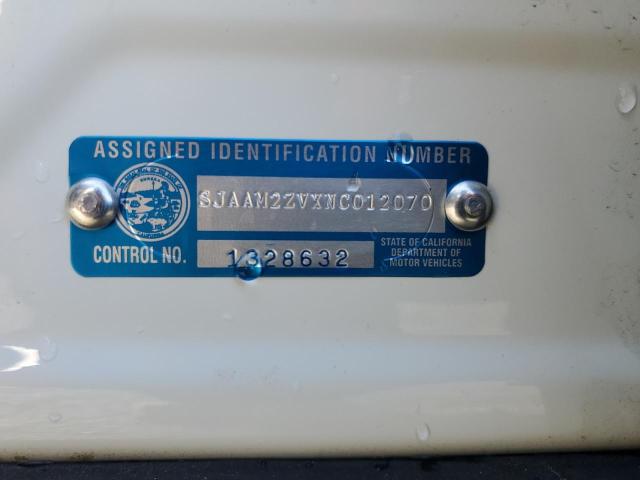 ASSIGNED IDENTIFICATION NUMBER
SJAAM2ZVXNC012070
CONTROL NO. 1328632
STATE OF CALIFORNIA
DEPARTMENT OF
MOTOR VEHICLES